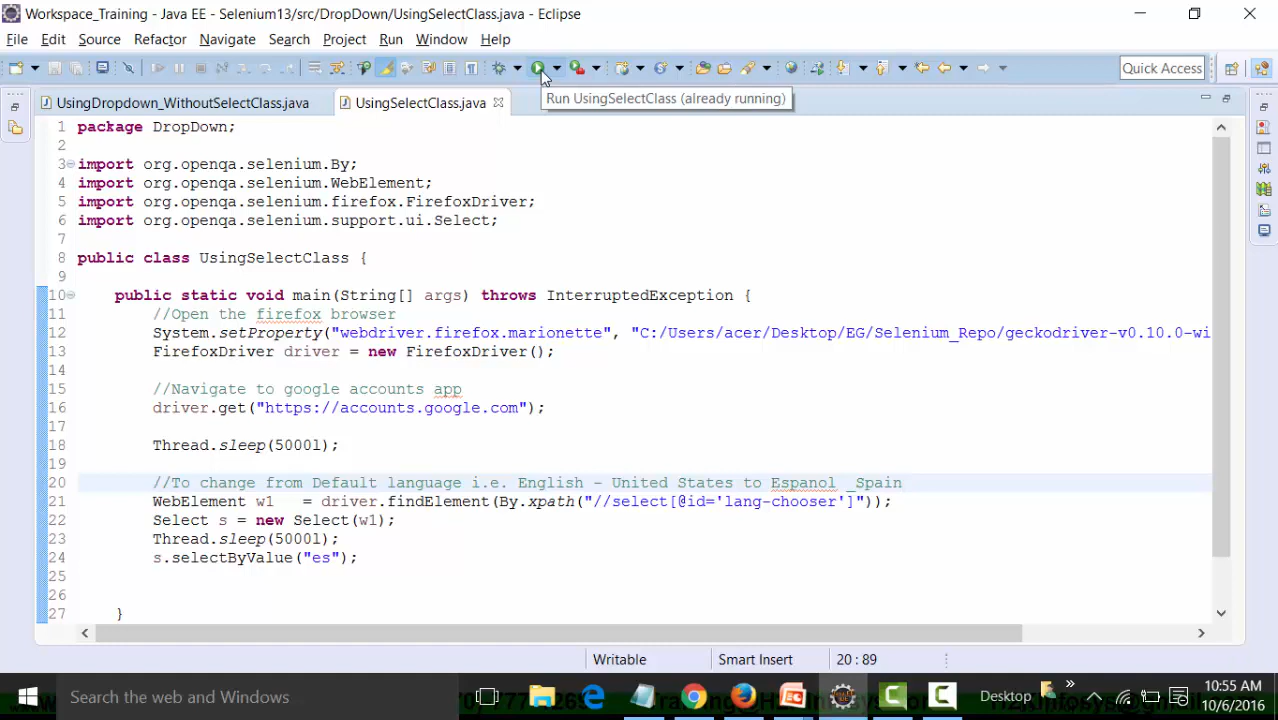 Workspace_Training - Java EE - Selenium13/src/DropDown/UsingSelectClass.java - Eclipse
File Edit Source Refactor Navigate Search Project Run Window Help
Quick Access
UsingDropdown_WithoutSelectClass.java UsingSelectClass.java
Run UsingSelectClass (already running)
1 package DropDown;
2
3 import org.openqa.selenium.By;
4 import org.openqa.selenium.WebElement;
5 import org.openqa.selenium.firefox.FirefoxDriver;
6 import org.openqa.selenium.support.ui.Select;
7
8 public class UsingSelectClass {
9
10 public static void main(String[] args) throws InterruptedException {
11 //Open the firefox browser
12 System.setProperty("webdriver.firefox.marionette", "C:/Users/acer/Desktop/EG/Selenium_Repo/geckodriver-v0.10.0-wi
13 FirefoxDriver driver = new FirefoxDriver();
14
15 //Navigate to google accounts app
16 driver.get("https://accounts.google.com");
17
18 Thread.sleep(5000l);
19
20 //To change from Default language i.e. English - United States to Espanol _Spain
21 WebElement w1 = driver.findElement(By.xpath("//select[@id='lang-chooser']"));
22 Select s = new Select(w1);
23 Thread.sleep(5000l);
24 s.selectByValue("es");
25
26
27 }
Writable Smart Insert 20 : 89
Search the web and Windows
Desktop
10:55 AM
10/6/2016